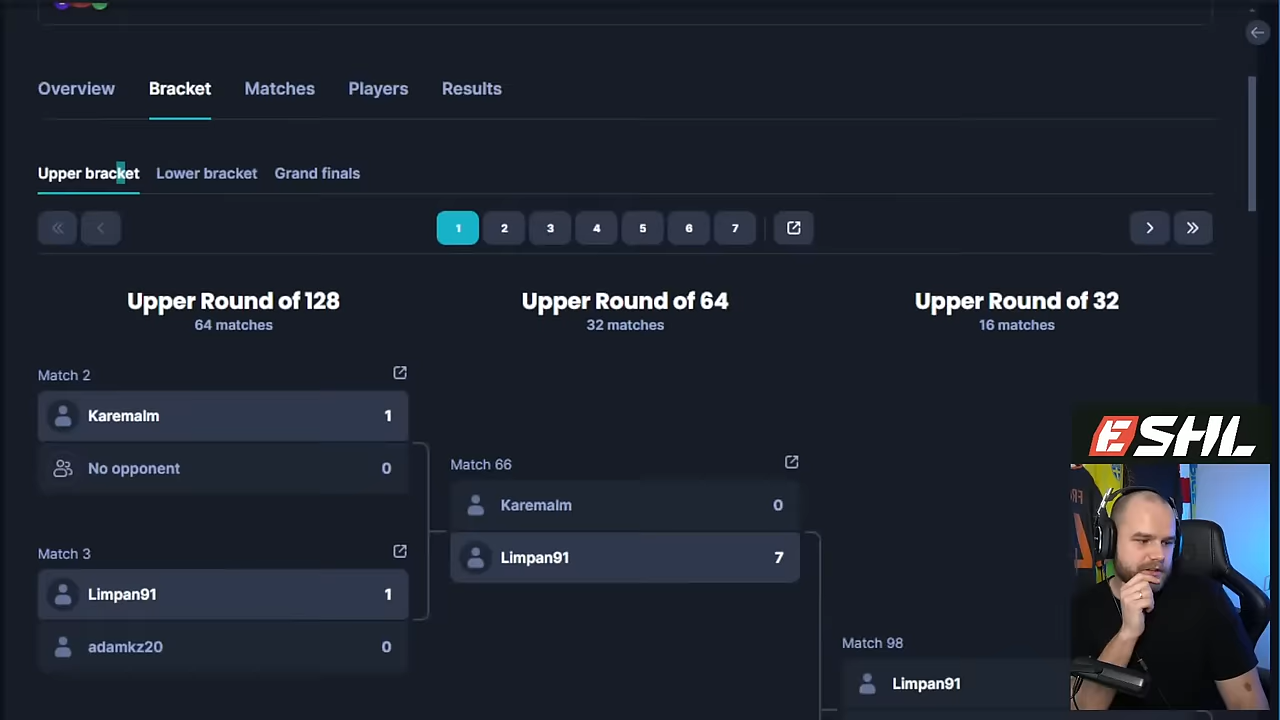 Overview Bracket Matches Players Results
Upper bracket Lower bracket Grand finals
1 2 3 4 5 6 7
Upper Round of 128
64 matches
Upper Round of 64
32 matches
Upper Round of 32
16 matches
Match 2
Karemalm 1
No opponent 0
Match 3
Limpan91 1
adamkz20 0
Match 66
Karemalm 0
Limpan91 7
Match 98
Limpan91
ESHL